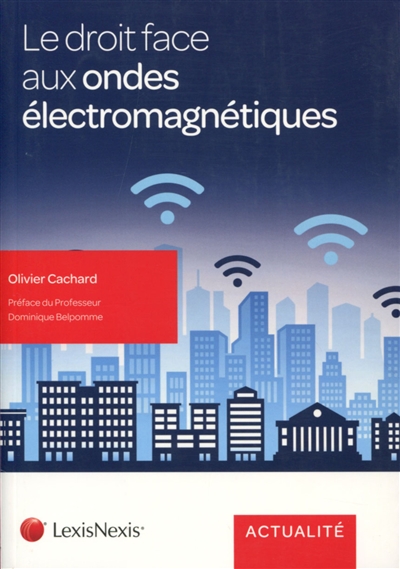 Le droit face
aux ondes
électromagnétiques
Olivier Cachard
Préface du Professeur
Dominique Belpomme
LexisNexis®
ACTUALITÉ